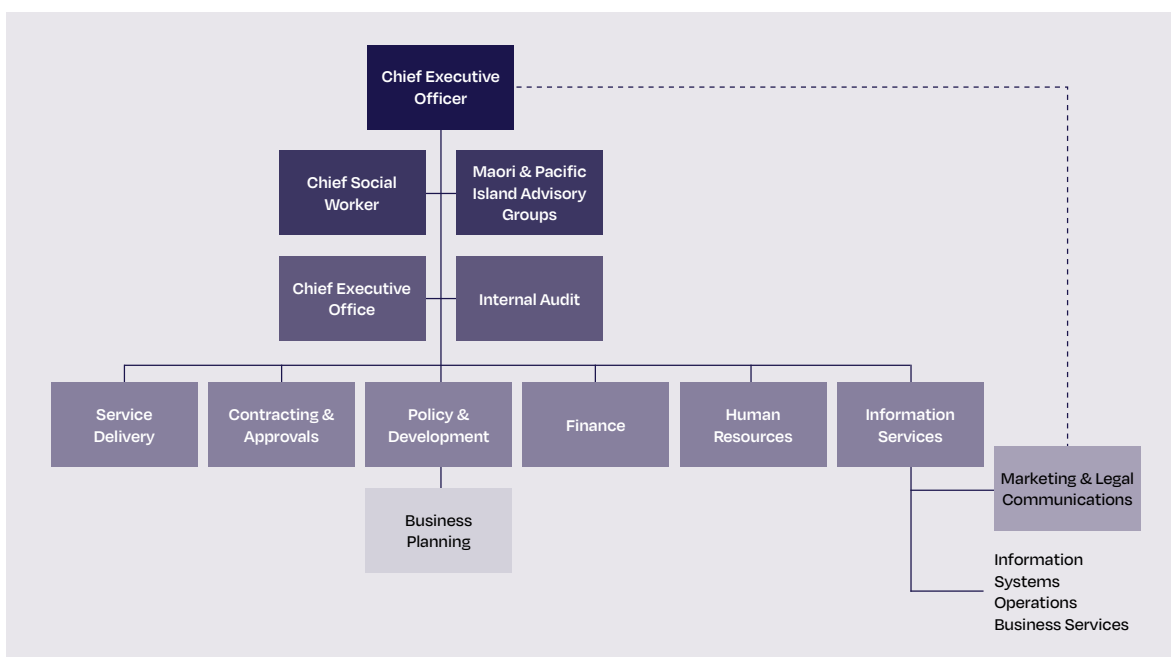 Chief Executive
Officer
Chief Social
Worker
Maori & Pacific
Island Advisory
Groups
Chief Executive
Office
Internal Audit
Service
Delivery
Contracting &
Approvals
Policy &
Development
Finance
Human
Resources
Information
Services
Marketing & Legal
Communications
Business
Planning
Information
Systems
Operations
Business Services